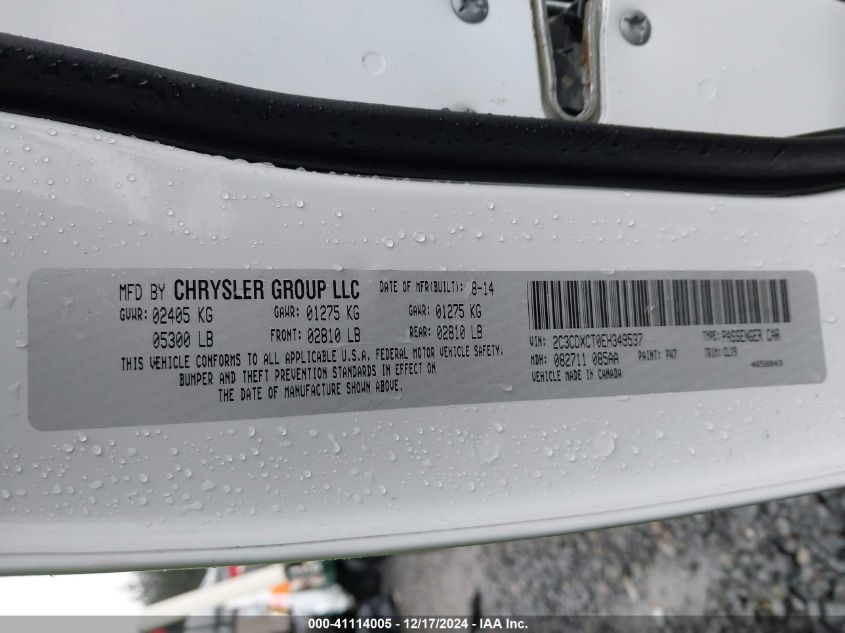 MFD BY CHRYSLER GROUP LLC DATE OF MFR(BUILT): 8-14
GVWR: 02405 KG GAWR: 01275 KG GAWR: 01275 KG
05300 LB FRONT: 02810 LB REAR: 02810 LB
THIS VEHICLE CONFORMS TO ALL APPLICABLE U.S.A. FEDERAL MOTOR VEHICLE SAFETY,
BUMPER AND THEFT PREVENTION STANDARDS IN EFFECT ON
THE DATE OF MANUFACTURE SHOWN ABOVE.
VIN: 2C3CDXCT0EH349537 TYPE: PASSENGER CAR
MDH: 082711 085AA PAINT: PW7 TRIM: CLX9
VEHICLE MADE IN CANADA 4658843
000-41114005 / 12/17/2024 - IAA Inc.